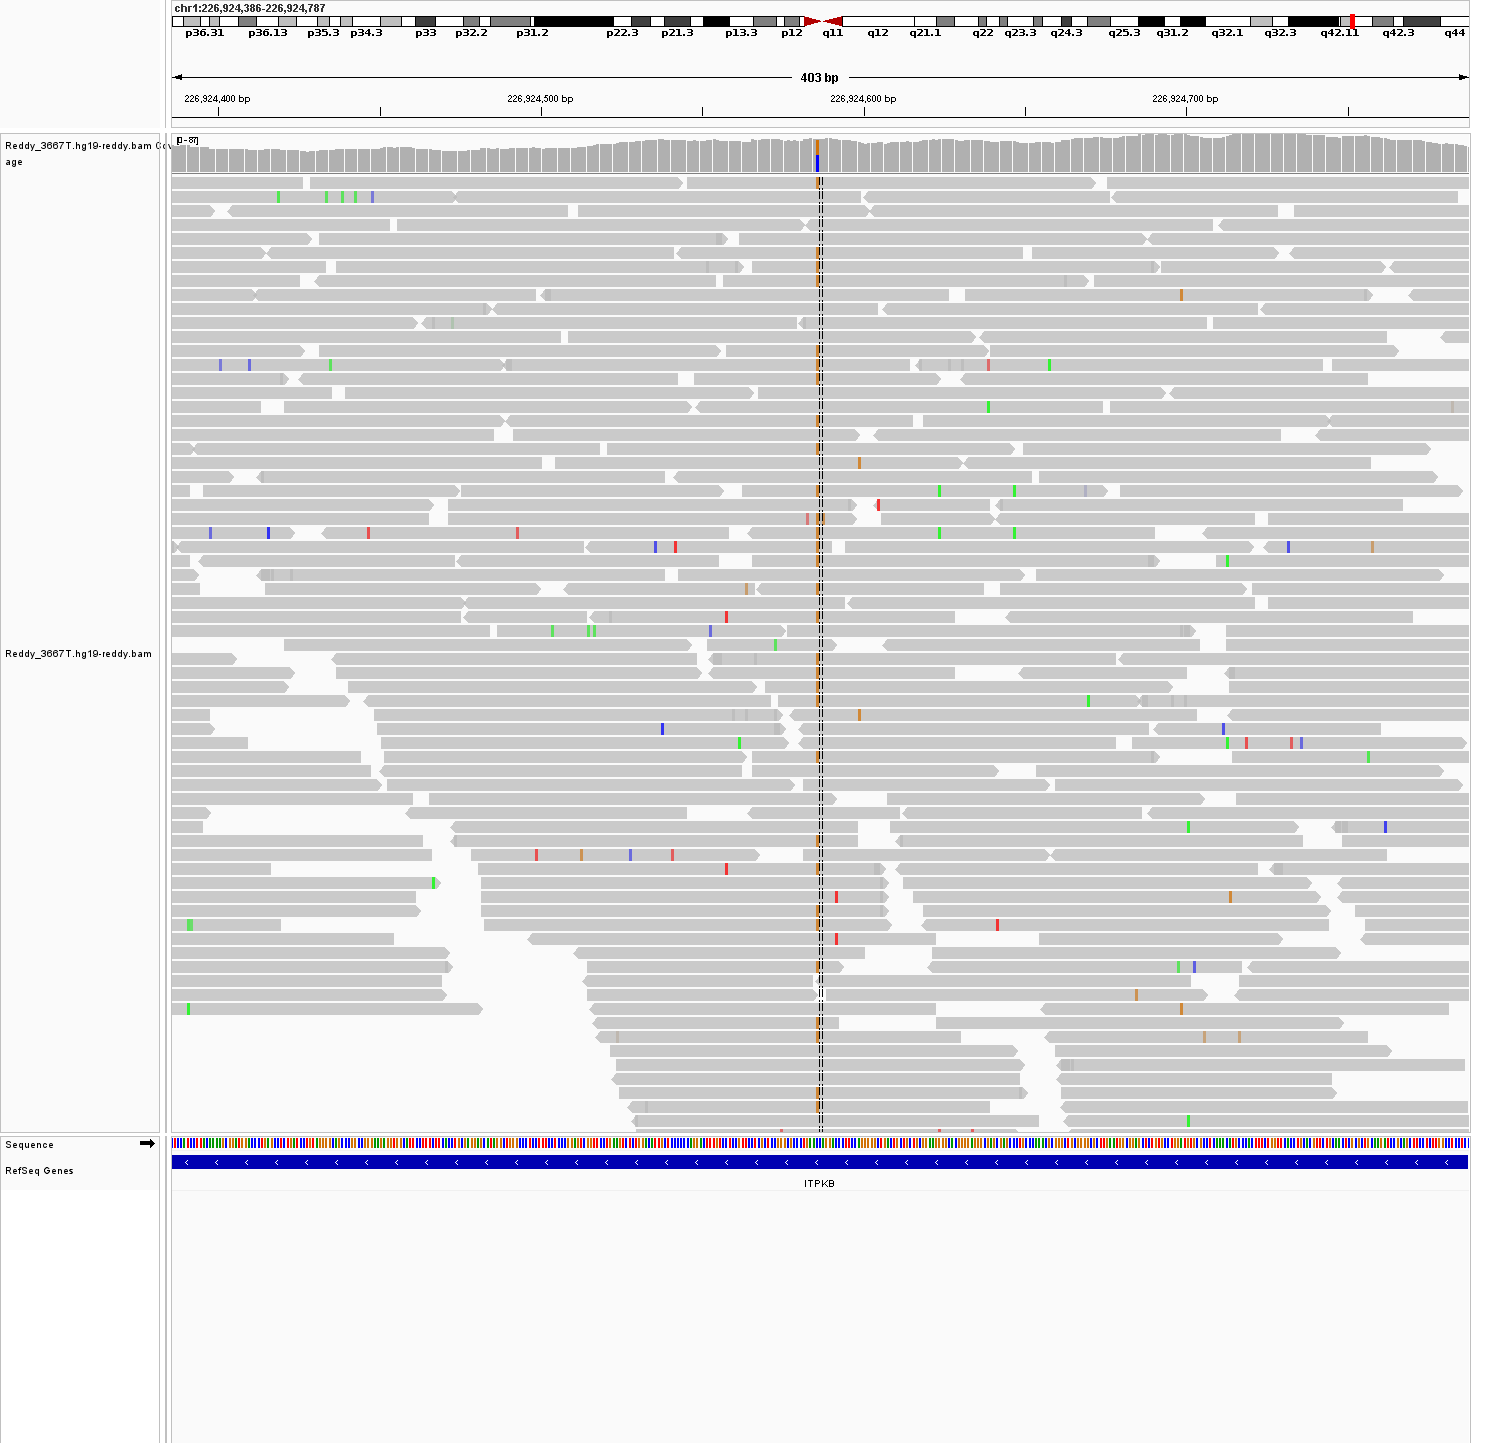 chr1:226,924,386-226,924,787
p36.31 p36.13 p35.3 p34.3 p33 p32.2 p31.2 p22.3 p21.3 p13.3 p12 q11 q12 q21.1 q22 q23.3 q24.3 q25.3 q31.2 q32.1 q32.3 q42.11 q42.3 q44
403 bp
226,924,400 bp 226,924,500 bp 226,924,600 bp 226,924,700 bp
Reddy_3667T.hg19-reddy.bam Cov
age
[0 - 87]
Reddy_3667T.hg19-reddy.bam
Sequence
RefSeq Genes
ITPKB